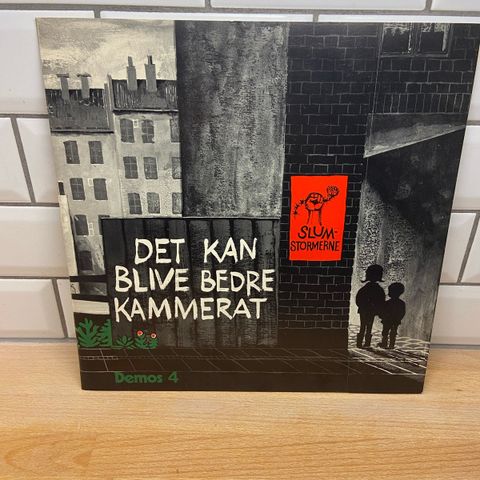 SLUM-
STORMERNE
DET KAN
BLIVE BEDRE
KAMMERAT
Demos 4